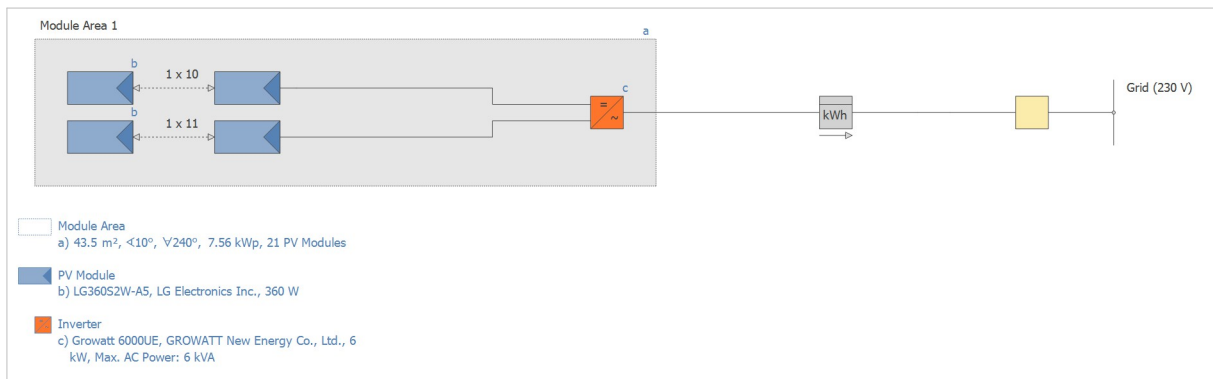 Module Area 1
a
b
1 x 10
b
1 x 11
c
=
~
kWh
Grid (230 V)
Module Area
a) 43.5 m², ∢10°, ∀240°, 7.56 kWp, 21 PV Modules
PV Module
b) LG360S2W-A5, LG Electronics Inc., 360 W
Inverter
c) Growatt 6000UE, GROWATT New Energy Co., Ltd., 6
kW, Max. AC Power: 6 kVA